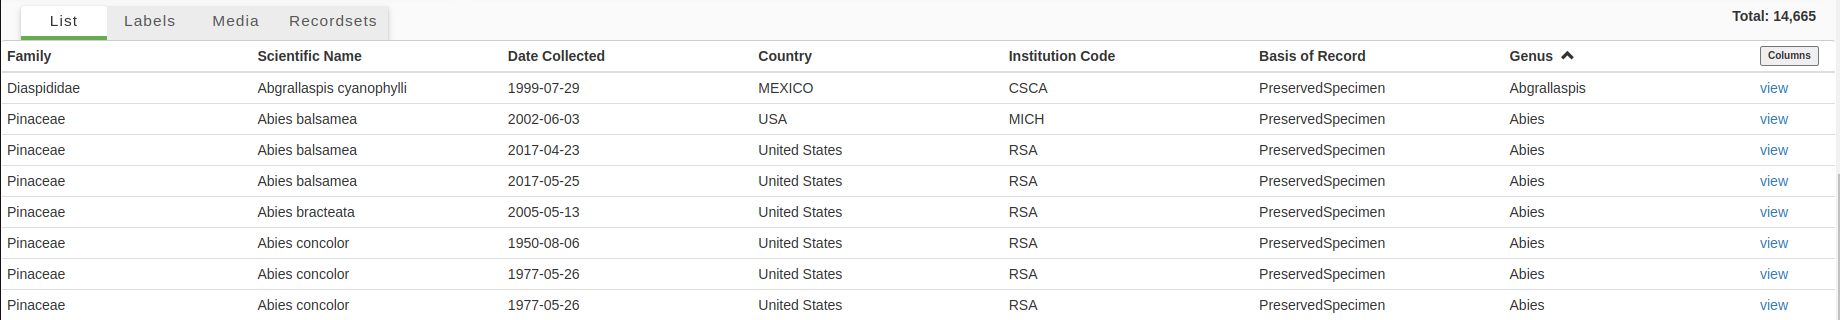 List Labels Media Recordsets Total: 14,665
Family Scientific Name Date Collected Country Institution Code Basis of Record Genus Columns
Diaspididae Abgrallaspis cyanophylli 1999-07-29 MEXICO CSCA PreservedSpecimen Abgrallaspis view
Pinaceae Abies balsamea 2002-06-03 USA MICH PreservedSpecimen Abies view
Pinaceae Abies balsamea 2017-04-23 United States RSA PreservedSpecimen Abies view
Pinaceae Abies balsamea 2017-05-25 United States RSA PreservedSpecimen Abies view
Pinaceae Abies bracteata 2005-05-13 United States RSA PreservedSpecimen Abies view
Pinaceae Abies concolor 1950-08-06 United States RSA PreservedSpecimen Abies view
Pinaceae Abies concolor 1977-05-26 United States RSA PreservedSpecimen Abies view
Pinaceae Abies concolor 1977-05-26 United States RSA PreservedSpecimen Abies view